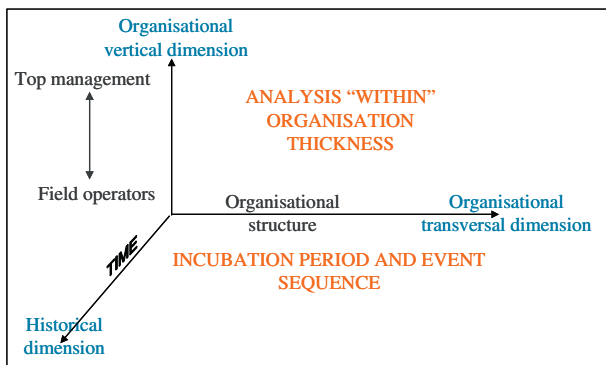 Organisational
vertical dimension
Top management
ANALYSIS “WITHIN”
ORGANISATION
THICKNESS
Field operators
Organisational
structure
Organisational
transversal dimension
TIME
INCUBATION PERIOD AND EVENT
SEQUENCE
Historical
dimension